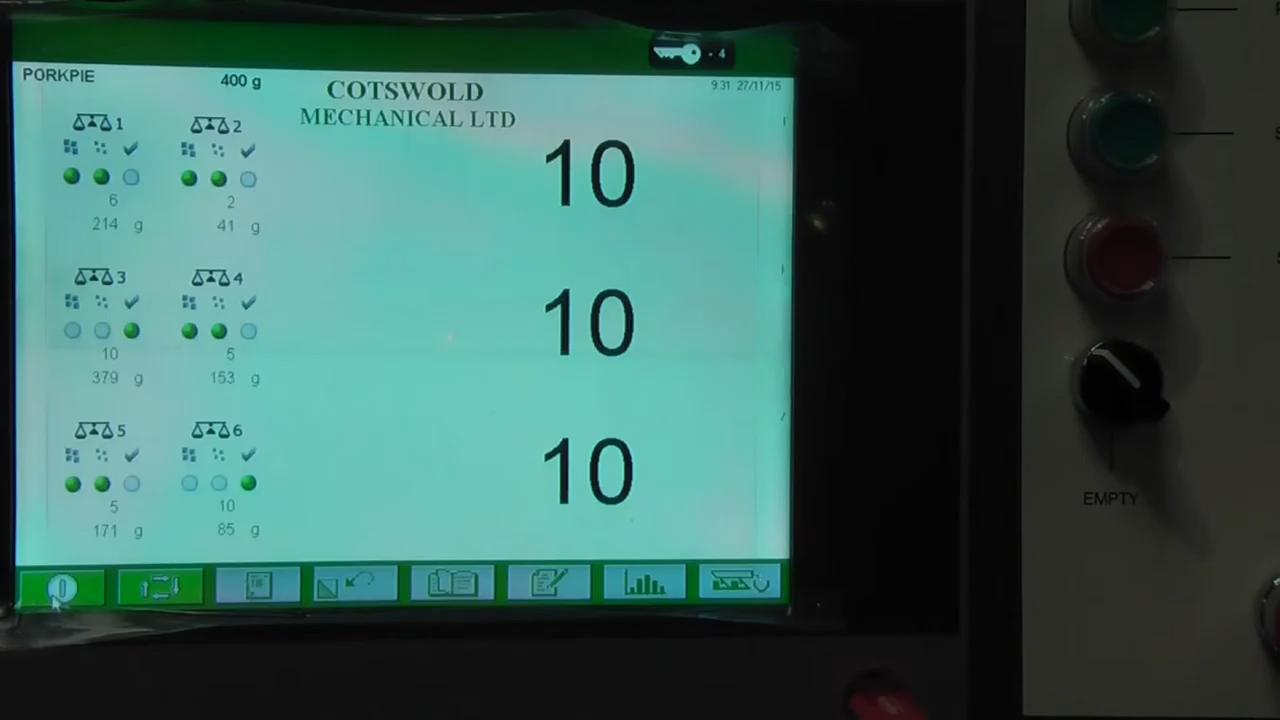 - 4
PORKPIE 400 g
COTSWOLD
MECHANICAL LTD
9:31 27/11/15
1 2
6 2
214 g 41 g
10
3 4
10 5
379 g 153 g
10
5 6
5 10
171 g 85 g
10
EMPTY